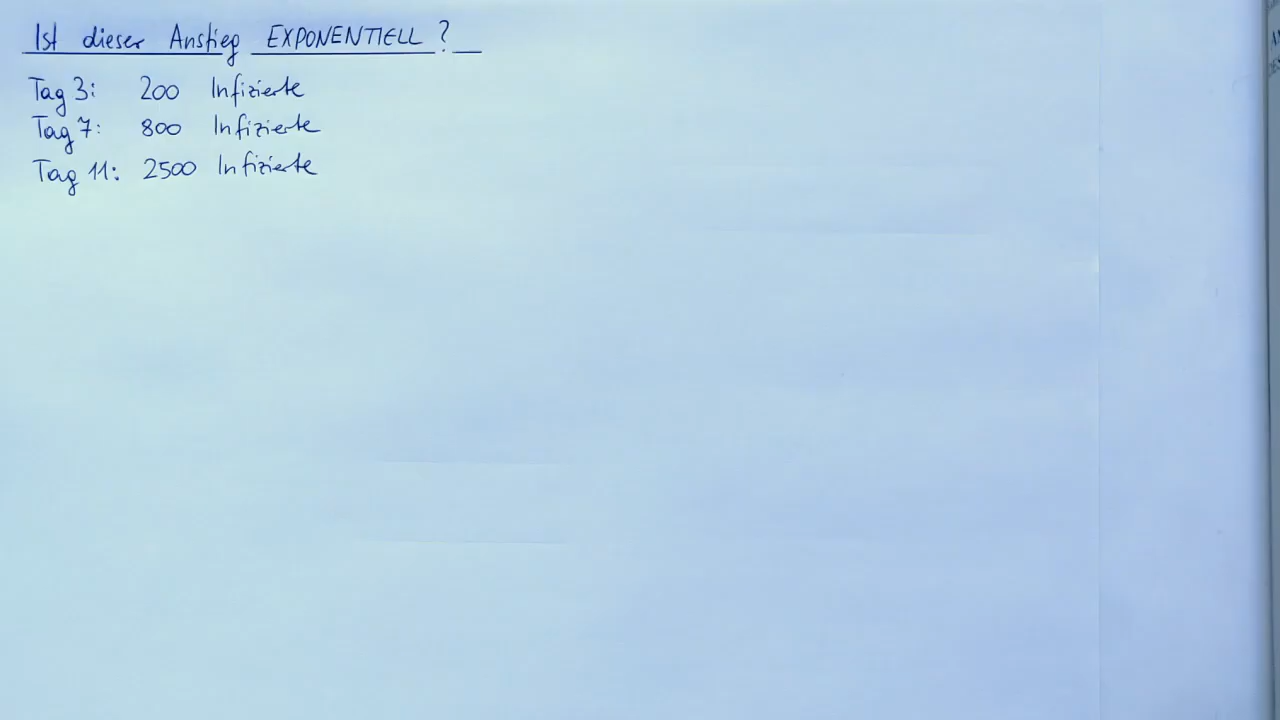 Ist dieser Anstieg EXPONENTIELL ?
Tag 3: 200 Infizierte
Tag 7: 800 Infizierte
Tag 11: 2500 Infizierte